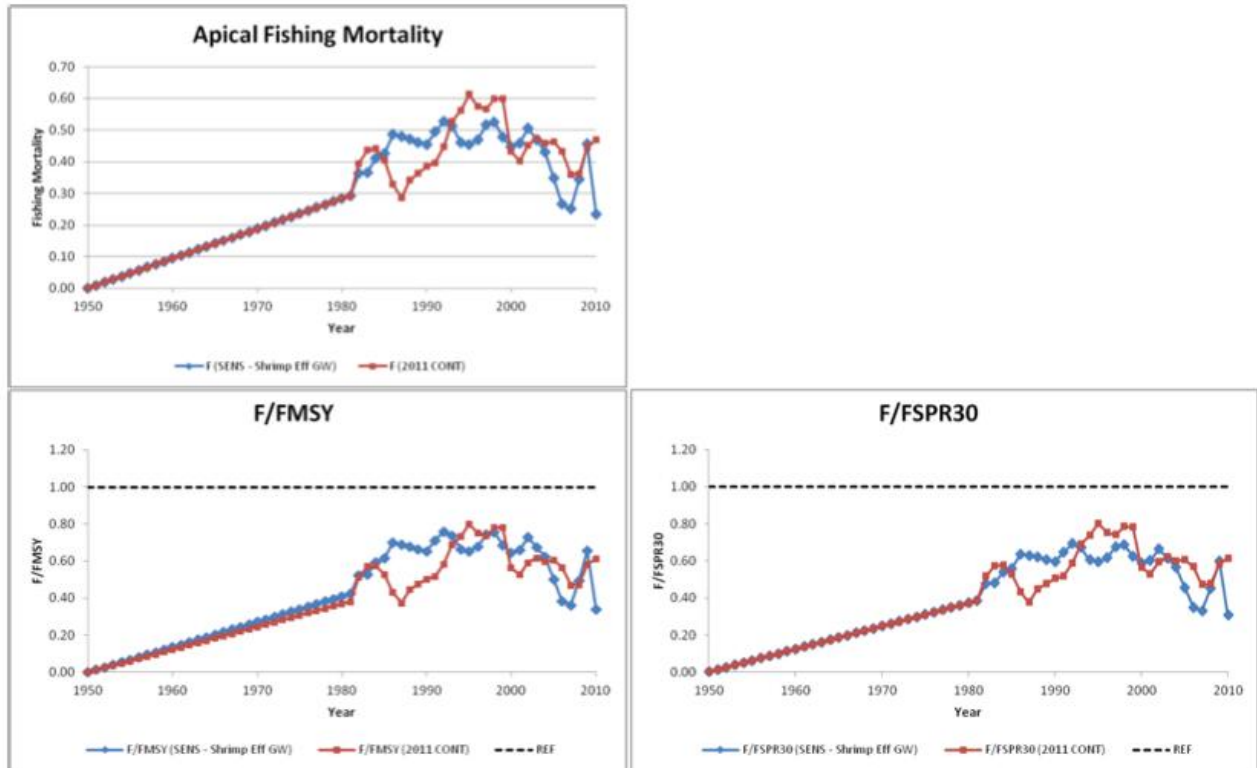 Apical Fishing Mortality
0.70
0.60
0.50
0.40
0.30
0.20
0.10
0.00
Fishing Mortality
1950 1960 1970 1980 1990 2000 2010
Year
F (SENS - Shrimp Eff GW) F (2011 CONT)
F/FMSY
1.20
1.00
0.80
0.60
0.40
0.20
0.00
F/FMSY
1950 1960 1970 1980 1990 2000 2010
Year
F/FMSY (SENS - Shrimp Eff GW) F/FMSY (2011 CONT) REF
F/FSPR30
1.20
1.00
0.80
0.60
0.40
0.20
0.00
F/FSPR30
1950 1960 1970 1980 1990 2000 2010
Year
F/FSPR30 (SENS - Shrimp Eff GW) F/FSPR30 (2011 CONT) REF